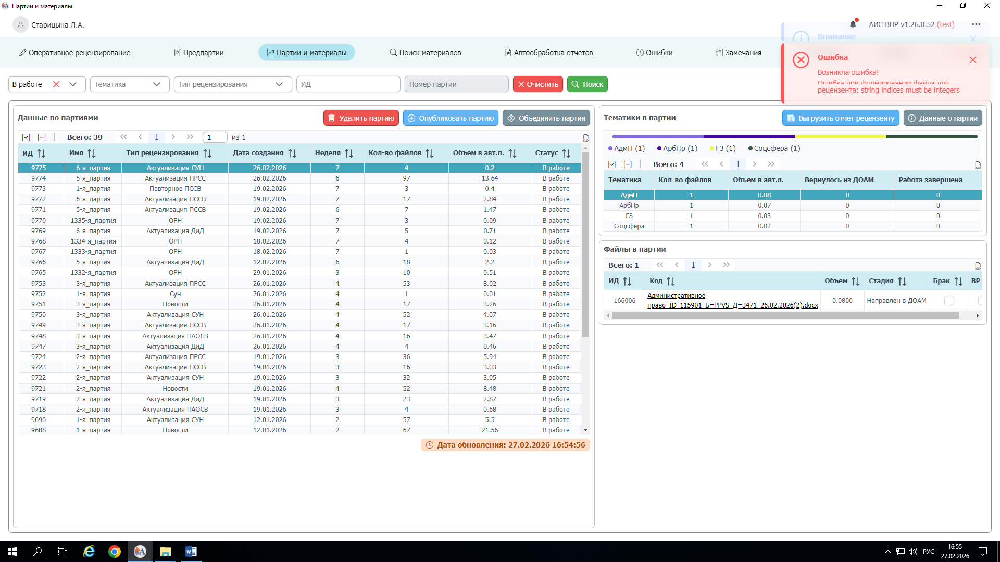 Партии и материалы
Старицына Л.А.
АИС ВНР v1.26.0.52 (test)
Оперативное рецензирование
Предпартии
Партии и материалы
Поиск материалов
Автообработка отчетов
Ошибки
Замечания
Внимание
Ошибка
Возникла ошибка!
Ошибка при формировании файла для
рецензента: string indices must be integers
В работе
Тематика
Тип рецензирования
ИД
Номер партии
Очистить
Поиск
Данные по партиями
Удалить партию
Опубликовать партию
Объединить партии
Всего: 39
1
1
из 1
ИД Имя Тип рецензирования Дата создания Неделя Кол-во файлов Объем в авт.л. Статус
9775 6-я_партия Актуализация СУН 26.02.2026 7 4 0.2 В работе
9774 5-я_партия Актуализация ПРСС 26.02.2026 6 97 13.64 В работе
9773 1-я_партия Повторное ПССВ 19.02.2026 7 3 0.4 В работе
9772 6-я_партия Актуализация ПССВ 19.02.2026 7 17 2.84 В работе
9771 5-я_партия Актуализация ПССВ 19.02.2026 6 7 1.47 В работе
9770 1335-я_партия ОРН 19.02.2026 7 3 0.09 В работе
9769 6-я_партия Актуализация ДиД 19.02.2026 7 5 0.71 В работе
9768 1334-я_партия ОРН 18.02.2026 7 4 0.12 В работе
9767 1333-я_партия ОРН 18.02.2026 7 1 0.03 В работе
9766 5-я_партия Актуализация ДиД 12.02.2026 6 18 2.2 В работе
9765 1332-я_партия ОРН 29.01.2026 3 10 0.51 В работе
9753 3-я_партия Актуализация ПРСС 26.01.2026 4 53 8.02 В работе
9752 1-я_партия Сун 26.01.2026 4 1 0.01 В работе
9751 3-я_партия Новости 26.01.2026 4 17 3.26 В работе
9750 3-я_партия Актуализация СУН 26.01.2026 4 52 4.07 В работе
9749 3-я_партия Актуализация ПССВ 26.01.2026 4 17 3.16 В работе
9748 3-я_партия Актуализация ПАОСВ 26.01.2026 4 16 3.47 В работе
9747 3-я_партия Актуализация ДиД 26.01.2026 4 4 0.46 В работе
9724 2-я_партия Актуализация ПРСС 19.01.2026 3 36 5.94 В работе
9723 2-я_партия Актуализация ПССВ 19.01.2026 3 16 3.03 В работе
9722 2-я_партия Актуализация СУН 19.01.2026 3 32 3.05 В работе
9721 2-я_партия Новости 19.01.2026 4 52 8.48 В работе
9719 2-я_партия Актуализация ДиД 19.01.2026 3 23 2.87 В работе
9718 2-я_партия Актуализация ПАОСВ 19.01.2026 3 4 0.68 В работе
9690 1-я_партия Актуализация СУН 12.01.2026 2 57 5.5 В работе
9688 1-я_партия Новости 12.01.2026 2 67 21.56 В работе
Дата обновления: 27.02.2026 16:54:56
Тематики в партии
Выгрузить отчет рецензенту
Данные о партии
АдмП (1) АрбПр (1) ГЗ (1) Соцсфера (1)
Всего: 4
1
Тематика Кол-во файлов Объем в авт.л. Вернулось из ДОАМ Работа завершена
АдмП 1 0.08 0 0
АрбПр 1 0.07 0 0
ГЗ 1 0.03 0 0
Соцсфера 1 0.02 0 0
Файлы в партии
Всего: 1
1
ИД Код Объем Стадия Брак ВР
166006 Административное
право_ID_115901_Б=PPVS_Д=3471_26.02.2026(2).docx 0.0800 Направлен в ДОАМ
РУС
16:55
27.02.2026